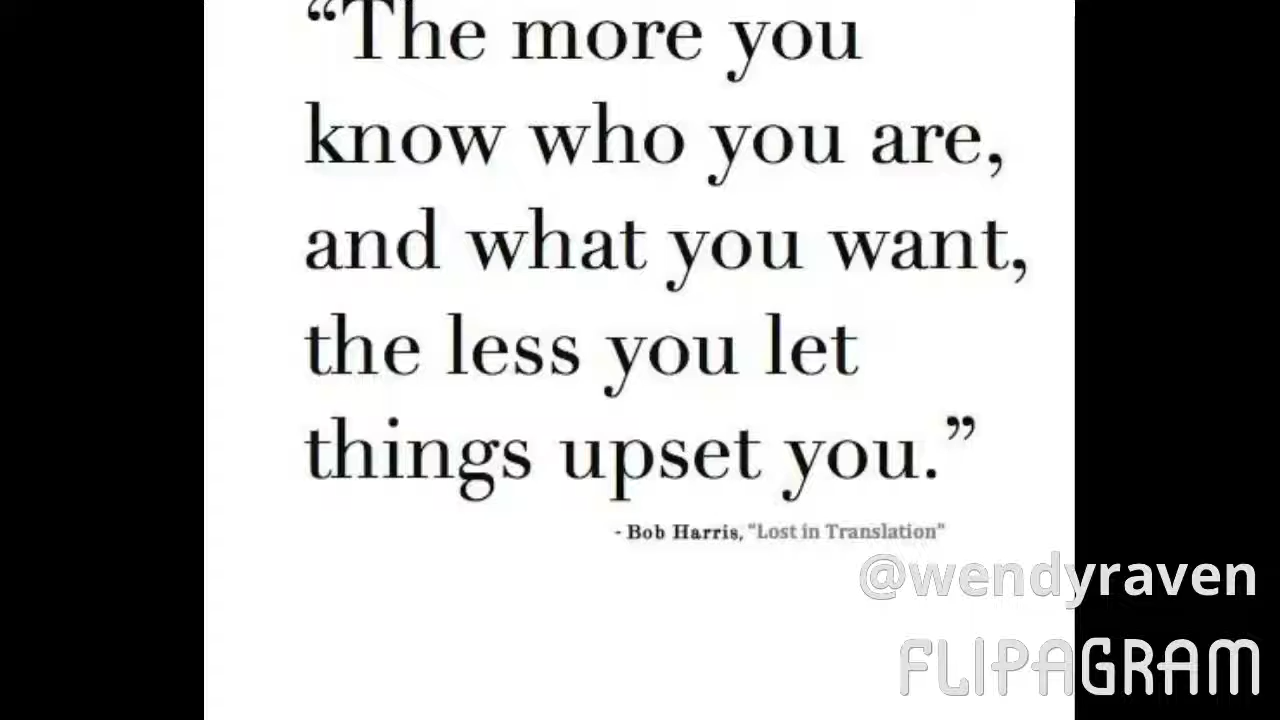 “The more you
know who you are,
and what you want,
the less you let
things upset you.”
- Bob Harris, "Lost in Translation"
@wendyraven
FLIPAGRAM